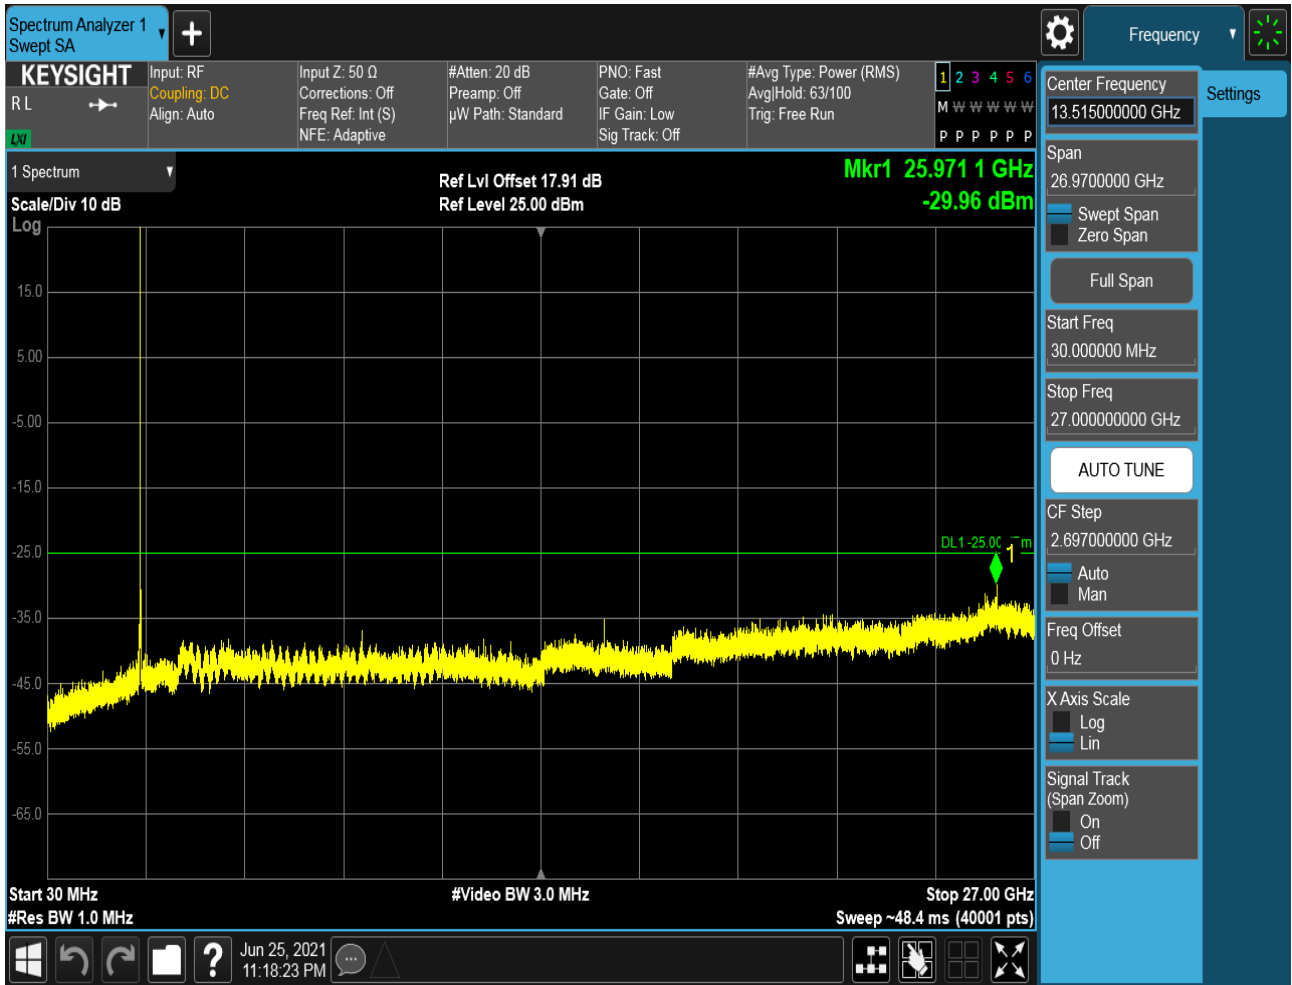 Spectrum Analyzer 1
Swept SA
Frequency
KEYSIGHT
R L
LXI
Input: RF
Coupling: DC
Align: Auto
Input Z: 50 Ω
Corrections: Off
Freq Ref: Int (S)
NFE: Adaptive
#Atten: 20 dB
Preamp: Off
µW Path: Standard
PNO: Fast
Gate: Off
IF Gain: Low
Sig Track: Off
#Avg Type: Power (RMS)
Avg|Hold: 63/100
Trig: Free Run
1 2 3 4 5 6
M W W W W W
P P P P P P
1 Spectrum
Scale/Div 10 dB
Log
Ref Lvl Offset 17.91 dB
Ref Level 25.00 dBm
Mkr1 25.971 1 GHz
-29.96 dBm
15.0
5.00
-5.00
-15.0
-25.0
-35.0
-45.0
-55.0
-65.0
DL1 -25.00
1
Start 30 MHz
#Res BW 1.0 MHz
#Video BW 3.0 MHz
Stop 27.00 GHz
Sweep ~48.4 ms (40001 pts)
Center Frequency
13.515000000 GHz
Span
26.9700000 GHz
Swept Span
Zero Span
Full Span
Start Freq
30.000000 MHz
Stop Freq
27.000000000 GHz
AUTO TUNE
CF Step
2.697000000 GHz
Auto
Man
Freq Offset
0 Hz
X Axis Scale
Log
Lin
Signal Track
(Span Zoom)
On
Off
Settings
?
Jun 25, 2021
11:18:23 PM